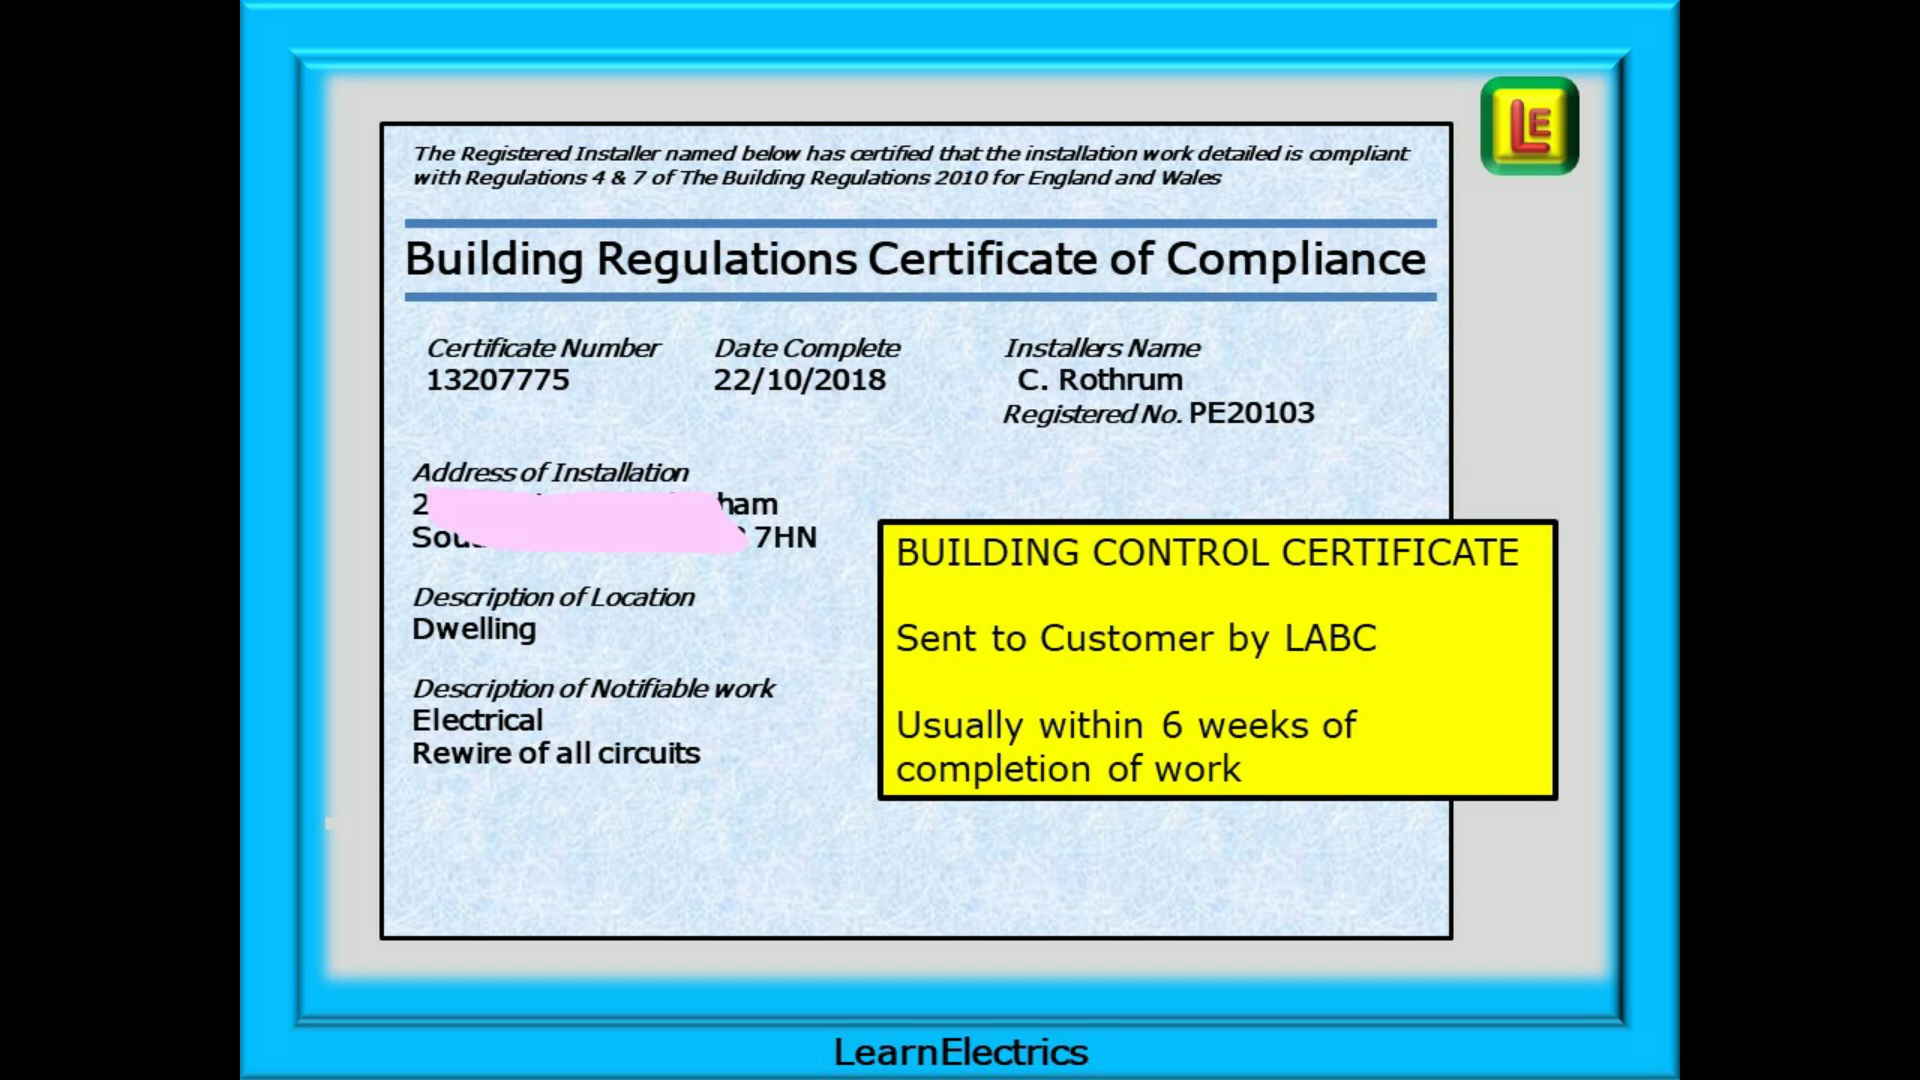 LE
The Registered Installer named below has certified that the installation work detailed is compliant
with Regulations 4 & 7 of The Building Regulations 2010 for England and Wales
Building Regulations Certificate of Compliance
Certificate Number
13207775
Date Complete
22/10/2018
Installers Name
C. Rothrum
Registered No. PE20103
Address of Installation
2 ham
7HN
Description of Location
Dwelling
Description of Notifiable work
Electrical
Rewire of all circuits
BUILDING CONTROL CERTIFICATE
Sent to Customer by LABC
Usually within 6 weeks of
completion of work
LearnElectrics